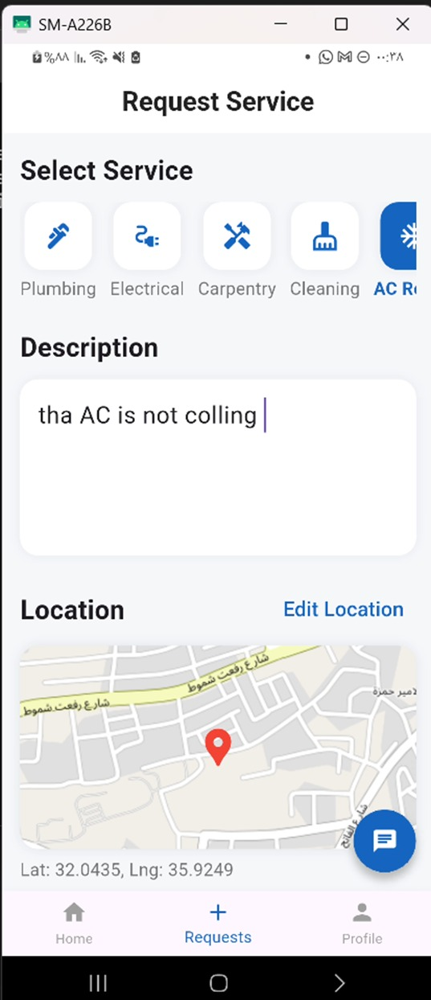 SM-A226B
%٨٨ ٠٠:٣٨
Request Service
Select Service
Plumbing Electrical Carpentry Cleaning AC Re
Description
tha AC is not colling
Location Edit Location
شارع رفعت شموط
شارع رفعت شموط
لامير حمزة
شارع الفاتح
Lat: 32.0435, Lng: 35.9249
Home Requests Profile